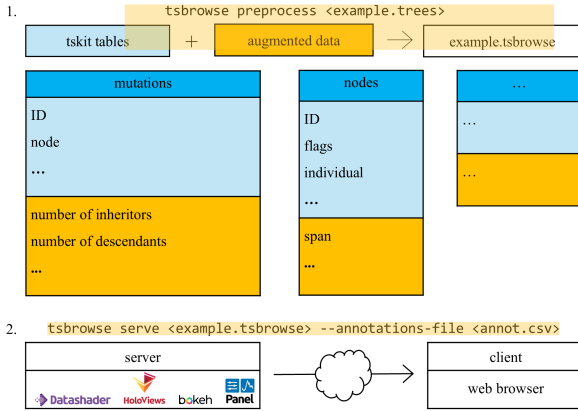 1. tsbrowse preprocess <example.trees>
tskit tables + augmented data example.tsbrowse
mutations
ID
node
...
number of inheritors
number of descendants
...
nodes
ID
flags
individual
...
span
...
...
...
...
2. tsbrowse serve <example.tsbrowse> --annotations-file <annot.csv>
server
Datashader HoloViews bokeh Panel
client
web browser